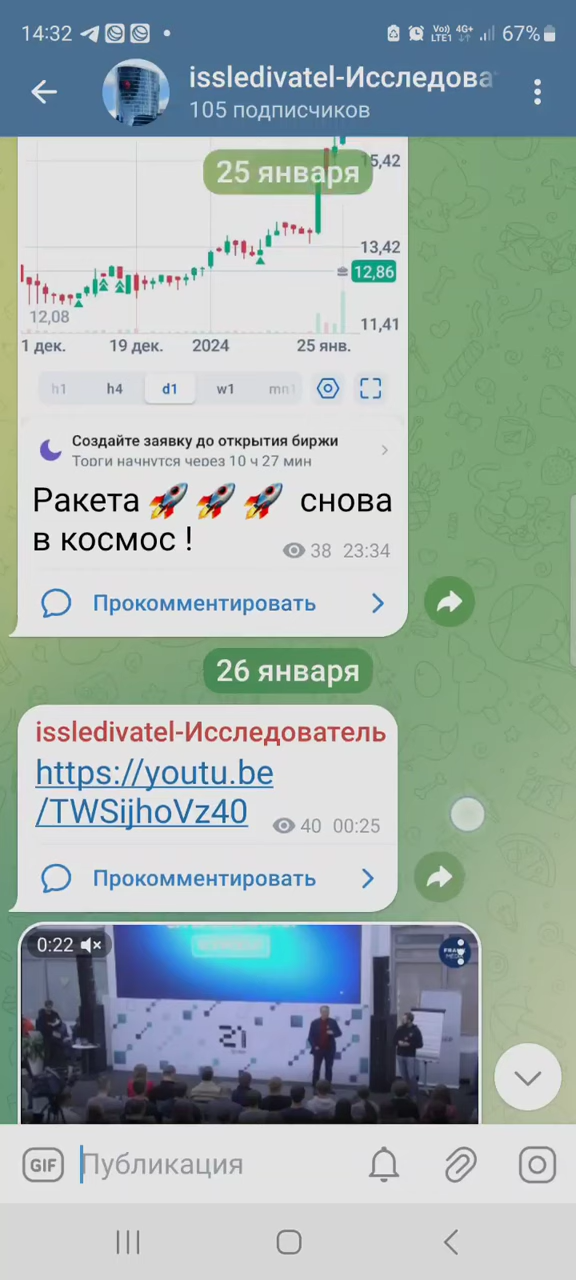 14:32
Vo)) 4G+
LTE1
67%
issledivatel-Исследова
105 подписчиков
25 января
15,42
13,42
12,86
12,08
11,41
1 дек.
19 дек.
2024
25 янв.
h1
h4
d1
w1
mn1
Создайте заявку до открытия биржи
Торги начнутся через 10 ч 27 мин
Ракета 🚀🚀🚀 снова
в космос !
38 23:34
Прокомментировать
26 января
issledivatel-Исследователь
https://youtu.be
/TWSijhoVz40
40 00:25
Прокомментировать
0:22
21
GIF
Публикация